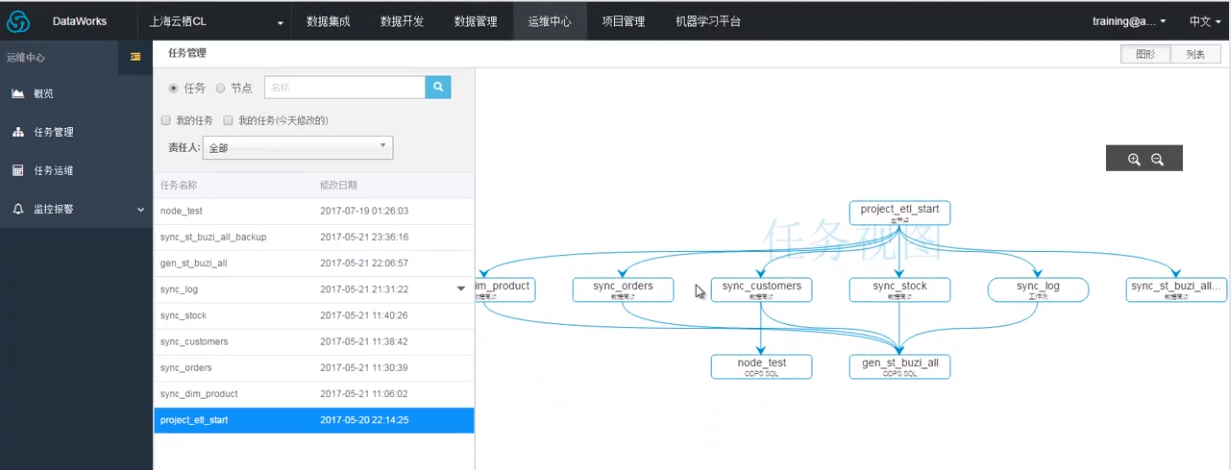 DataWorks 上海云栖CL 数据集成 数据开发 数据管理 运维中心 项目管理 机器学习平台 training@a... 中文
运维中心
任务管理
图形 列表
概览
任务管理
任务运维
监控报警
任务 节点 名称
我的任务 我的任务(今天修改的)
责任人: 全部
任务名称 修改日期
node_test 2017-07-19 01:26:03
sync_st_buzi_all_backup 2017-05-21 23:36:16
gen_st_buzi_all 2017-05-21 22:06:57
sync_log 2017-05-21 21:31:22
sync_stock 2017-05-21 11:40:26
sync_customers 2017-05-21 11:38:42
sync_orders 2017-05-21 11:30:39
sync_dim_product 2017-05-21 11:06:02
project_etl_start 2017-05-20 22:14:25
任务视图
project_etl_start
im_product
数据同步
sync_orders
数据同步
sync_customers
数据同步
sync_stock
数据同步
sync_log
工作流
sync_st_buzi_all...
数据同步
node_test
ODPS SQL
gen_st_buzi_all
ODPS SQL